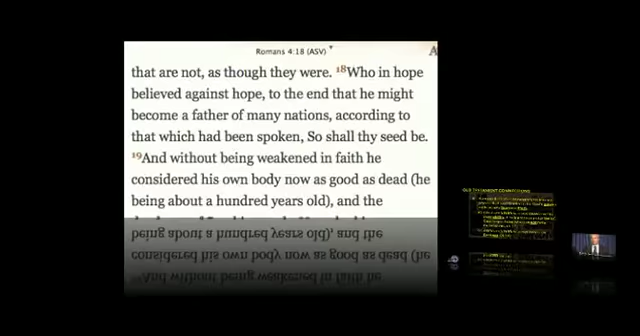 Romans 4:18 (ASV)
that are not, as though they were. 18Who in hope
believed against hope, to the end that he might
become a father of many nations, according to
that which had been spoken, So shall thy seed be.
19And without being weakened in faith he
considered his own body now as good as dead (he
being about a hundred years old), and the
OLD TESTAMENT CONNECTIONS